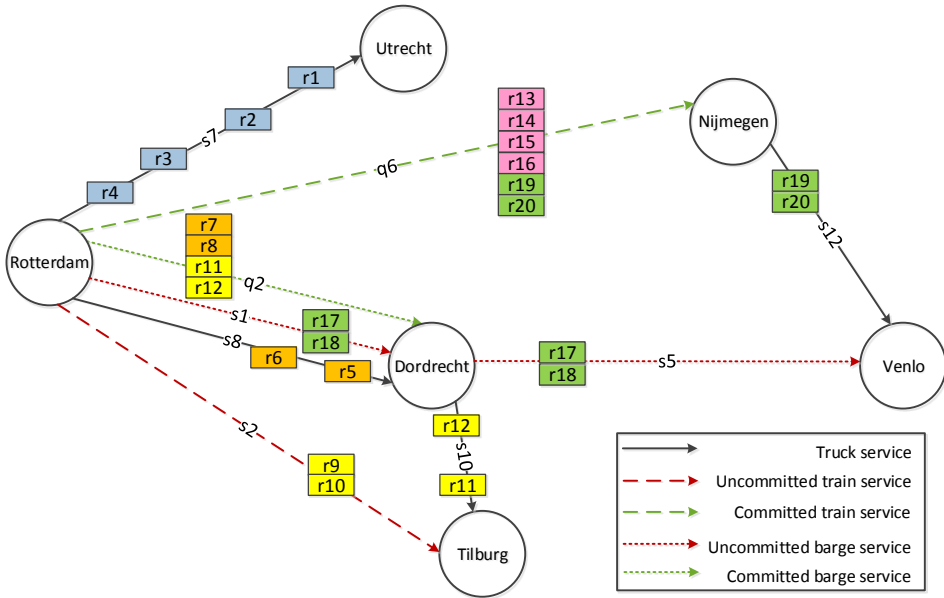 Utrecht
r1
r2
s7
r3
r4
r13
r14
r15
r16
r19
r20
q6
Nijmegen
r19
r20
s12
Rotterdam
r7
r8
r11
r12
q2
s1
r17
r18
s8
r6
r5
Dordrecht
r17
r18
s5
Venlo
s2
r9
r10
r12
s10
r11
Tilburg
Truck service
Uncommitted train service
Committed train service
Uncommitted barge service
Committed barge service